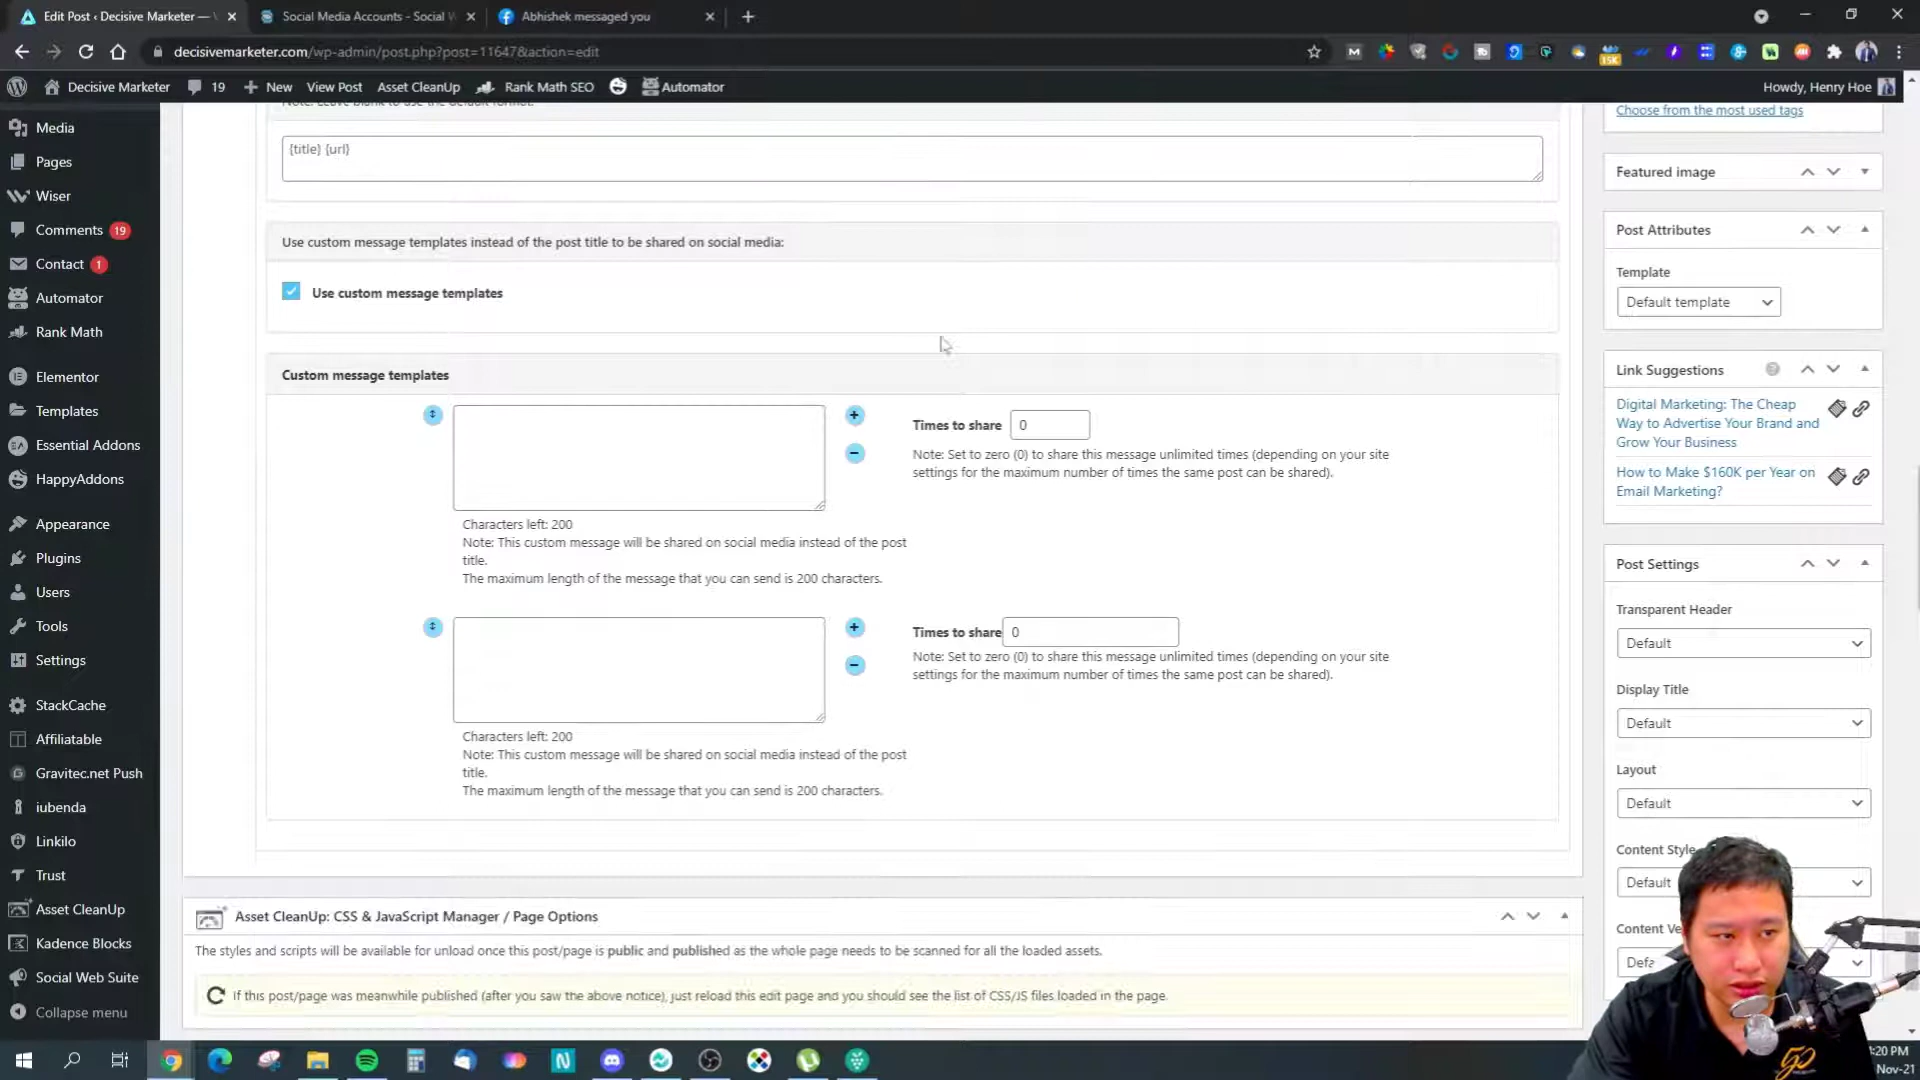 Edit Post ‹ Decisive Marketer —
Social Media Accounts - Social W
Abhishek messaged you
decisivemarketer.com/wp-admin/post.php?post=11647&action=edit
15K
Decisive Marketer
19
New
View Post
Asset CleanUp
Rank Math SEO
Automator
Howdy, Henry Hoe
Media
Pages
Wiser
Comments 19
Contact 1
Automator
Rank Math
Elementor
Templates
Essential Addons
HappyAddons
Appearance
Plugins
Users
Tools
Settings
StackCache
Affiliatable
Gravitec.net Push
iubenda
Linkilo
Trust
Asset CleanUp
Kadence Blocks
Social Web Suite
Collapse menu
Note: Leave blank to use the default format.
{title} {url}
Use custom message templates instead of the post title to be shared on social media:
Use custom message templates
Custom message templates
Times to share 0
Note: Set to zero (0) to share this message unlimited times (depending on your site
settings for the maximum number of times the same post can be shared).
Characters left: 200
Note: This custom message will be shared on social media instead of the post
title.
The maximum length of the message that you can send is 200 characters.
Times to share 0
Note: Set to zero (0) to share this message unlimited times (depending on your site
settings for the maximum number of times the same post can be shared).
Characters left: 200
Note: This custom message will be shared on social media instead of the post
title.
The maximum length of the message that you can send is 200 characters.
Asset CleanUp: CSS & JavaScript Manager / Page Options
The styles and scripts will be available for unload once this post/page is public and published as the whole page needs to be scanned for all the loaded assets.
If this post/page was meanwhile published (after you saw the above notice), just reload this edit page and you should see the list of CSS/JS files loaded in the page.
Choose from the most used tags
Featured image
Post Attributes
Template
Default template
Link Suggestions
Digital Marketing: The Cheap
Way to Advertise Your Brand and
Grow Your Business
How to Make $160K per Year on
Email Marketing?
Post Settings
Transparent Header
Default
Display Title
Default
Layout
Default
Content Style
Default
Content Ve
Defa
:20 PM
Nov-21